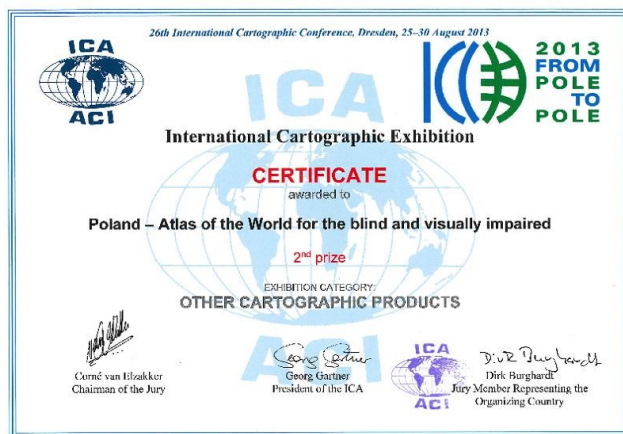 26th International Cartographic Conference, Dresden, 25–30 August 2013
ICA
ACI
2013
FROM
POLE
TO
POLE
ICA
International Cartographic Exhibition
CERTIFICATE
awarded to
Poland – Atlas of the World for the blind and visually impaired
2nd prize
EXHIBITION CATEGORY:
OTHER CARTOGRAPHIC PRODUCTS
ACI
Corné van Elzakker
Chairman of the Jury
Georg Gartner
Georg Gartner
President of the ICA
ICA
ACI
Dirk Burghardt
Dirk Burghardt
Jury Member Representing the
Organizing Country